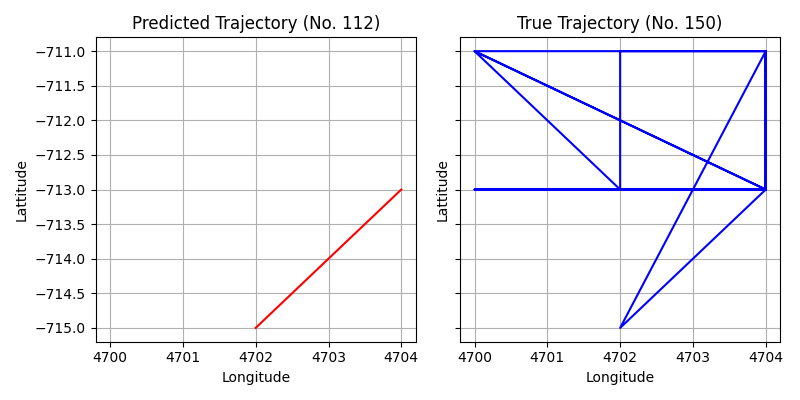 Predicted Trajectory (No. 112)
True Trajectory (No. 150)
−711.0
−711.5
−712.0
−712.5
−713.0
−713.5
−714.0
−714.5
−715.0
Lattitude
Lattitude
4700 4701 4702 4703 4704
4700 4701 4702 4703 4704
Longitude
Longitude